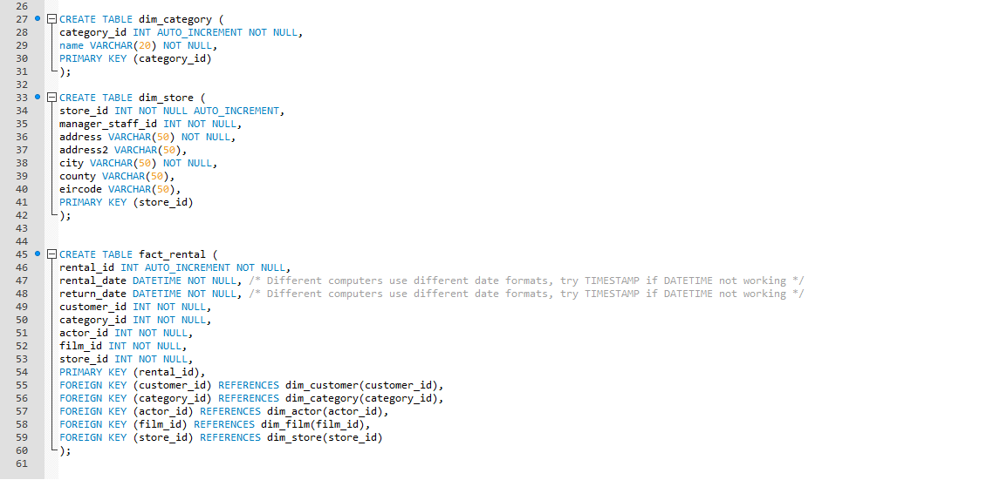 26
27 CREATE TABLE dim_category (
28 category_id INT AUTO_INCREMENT NOT NULL,
29 name VARCHAR(20) NOT NULL,
30 PRIMARY KEY (category_id)
31 );
32
33 CREATE TABLE dim_store (
34 store_id INT NOT NULL AUTO_INCREMENT,
35 manager_staff_id INT NOT NULL,
36 address VARCHAR(50) NOT NULL,
37 address2 VARCHAR(50),
38 city VARCHAR(50) NOT NULL,
39 county VARCHAR(50),
40 eircode VARCHAR(50),
41 PRIMARY KEY (store_id)
42 );
43
44
45 CREATE TABLE fact_rental (
46 rental_id INT AUTO_INCREMENT NOT NULL,
47 rental_date DATETIME NOT NULL, /* Different computers use different date formats, try TIMESTAMP if DATETIME not working */
48 return_date DATETIME NOT NULL, /* Different computers use different date formats, try TIMESTAMP if DATETIME not working */
49 customer_id INT NOT NULL,
50 category_id INT NOT NULL,
51 actor_id INT NOT NULL,
52 film_id INT NOT NULL,
53 store_id INT NOT NULL,
54 PRIMARY KEY (rental_id),
55 FOREIGN KEY (customer_id) REFERENCES dim_customer(customer_id),
56 FOREIGN KEY (category_id) REFERENCES dim_category(category_id),
57 FOREIGN KEY (actor_id) REFERENCES dim_actor(actor_id),
58 FOREIGN KEY (film_id) REFERENCES dim_film(film_id),
59 FOREIGN KEY (store_id) REFERENCES dim_store(store_id)
60 );
61